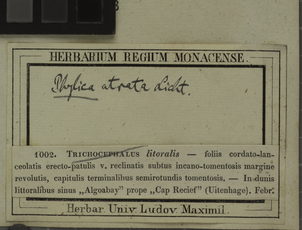 HERBARIUM REGIUM MONACENSE.
Phylica atrata Licht.
1002. TRICHOCEPHALUS litoralis — foliis cordato-lan-
ceolatis erecto-patulis v. reclinatis subtus incano-tomentosis margine
revolutis, capitulis terminalibus semirotundis tomentosis. — In dunis
littoralibus sinus „Algoabay" prope „Cap Recief" (Uitenhage). Febr.
Herbar. Univ. Ludov. Maximil.